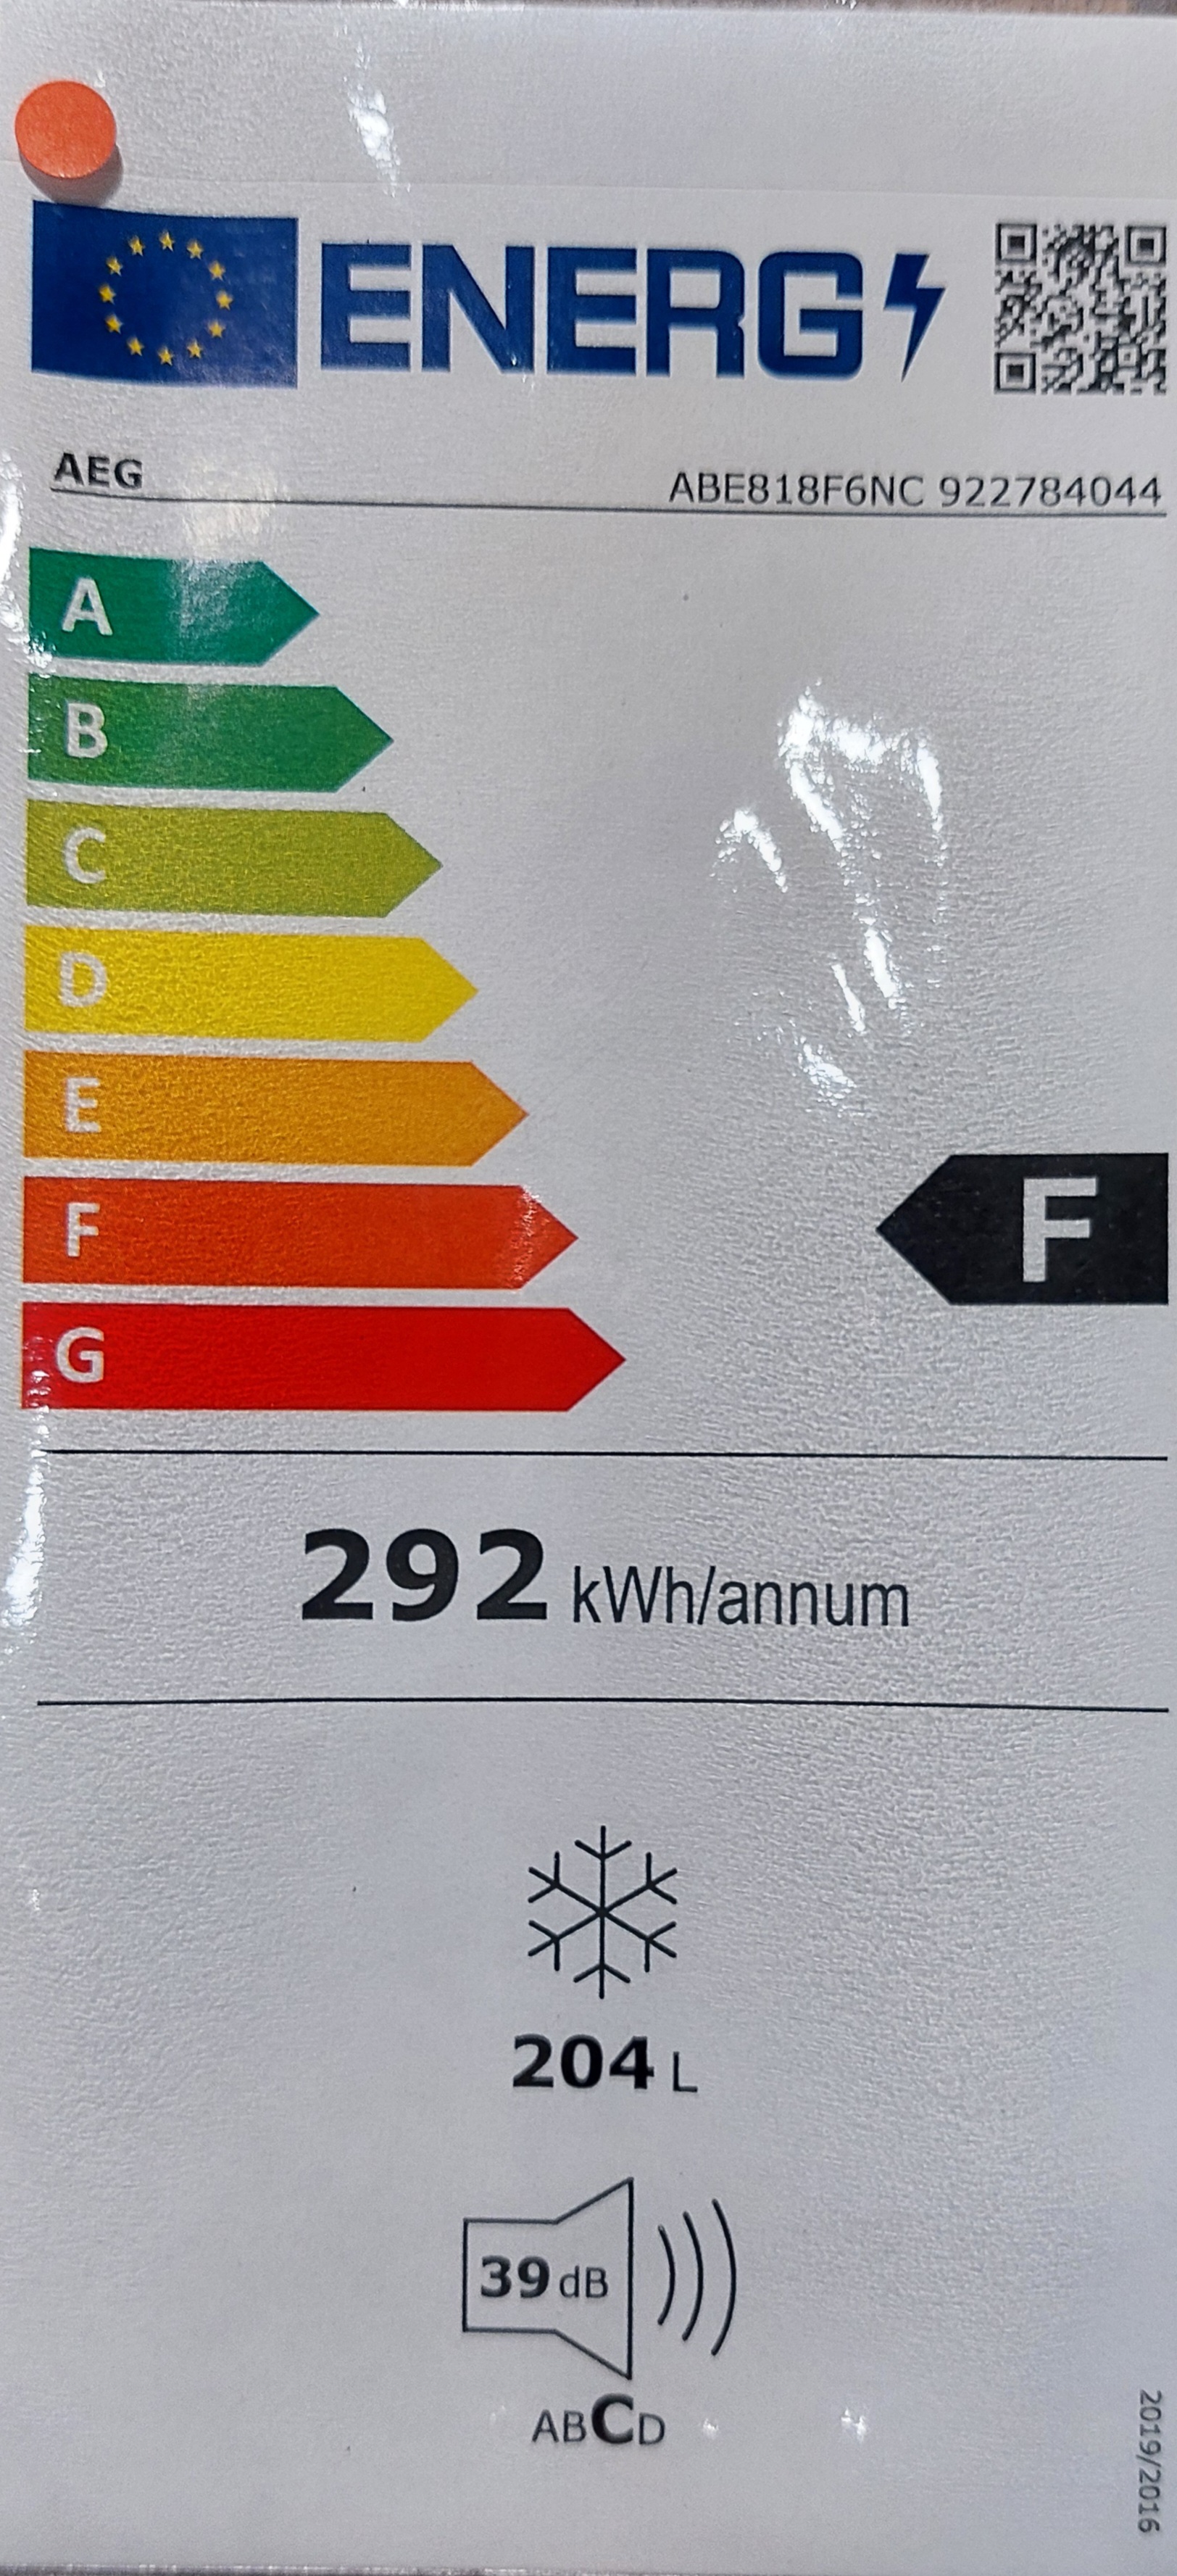 ENERG
AEG
ABE818F6NC 922784044
A
B
C
D
E
F
F
G
292 kWh/annum
204 L
39 dB
ABCD
2019/2016